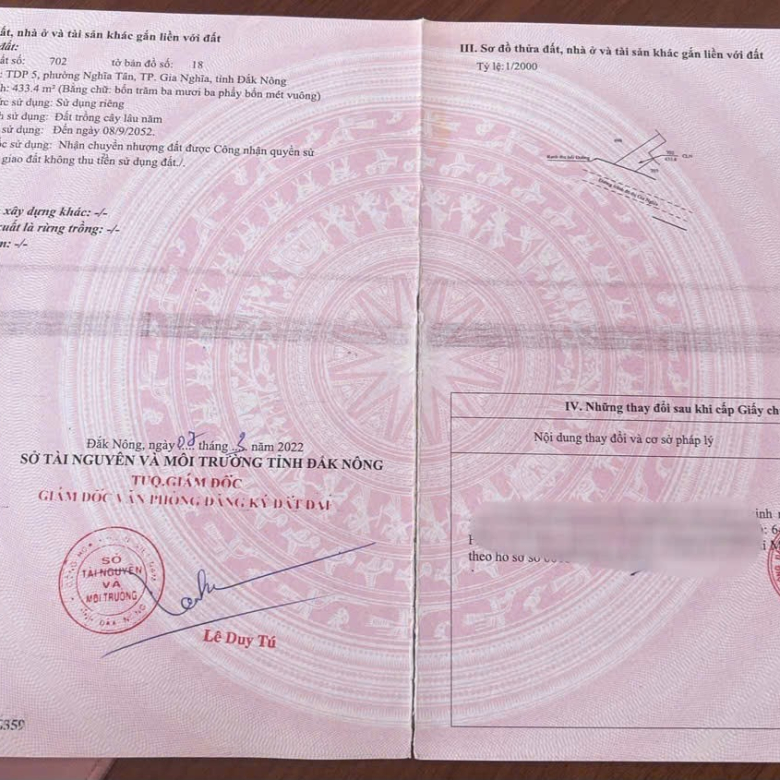 ất, nhà ở và tài sản khác gắn liền với đất
đất:
ất số: 702 tờ bản đồ số: 18
: TDP 5, phường Nghĩa Tân, TP. Gia Nghĩa, tỉnh Đắk Nông
h: 433.4 m² (Bằng chữ: bốn trăm ba mươi ba phẩy bốn mét vuông)
ức sử dụng: Sử dụng riêng
h sử dụng: Đất trồng cây lâu năm
sử dụng: Đến ngày 08/9/2052.
ốc sử dụng: Nhận chuyển nhượng đất được Công nhận quyền sử
giao đất không thu tiền sử dụng đất./.
xây dựng khác: -/-
xuất là rừng trồng: -/-
m: -/-
Đắk Nông, ngày tháng 3 năm 2022
SỞ TÀI NGUYÊN VÀ MÔI TRƯỜNG TỈNH ĐẮK NÔNG
TUQ.GIÁM ĐỐC
GIÁM ĐỐC VĂN PHÒNG ĐĂNG KÝ ĐẤT ĐAI
SỞ
TÀI NGUYÊN
VÀ
MÔI TRƯỜNG
Lê Duy Tú
359
III. Sơ đồ thửa đất, nhà ở và tài sản khác gắn liền với đất
Tỷ lệ:1/2000
IV. Những thay đổi sau khi cấp Giấy ch
Nội dung thay đổi và cơ sở pháp lý
theo hồ sơ số